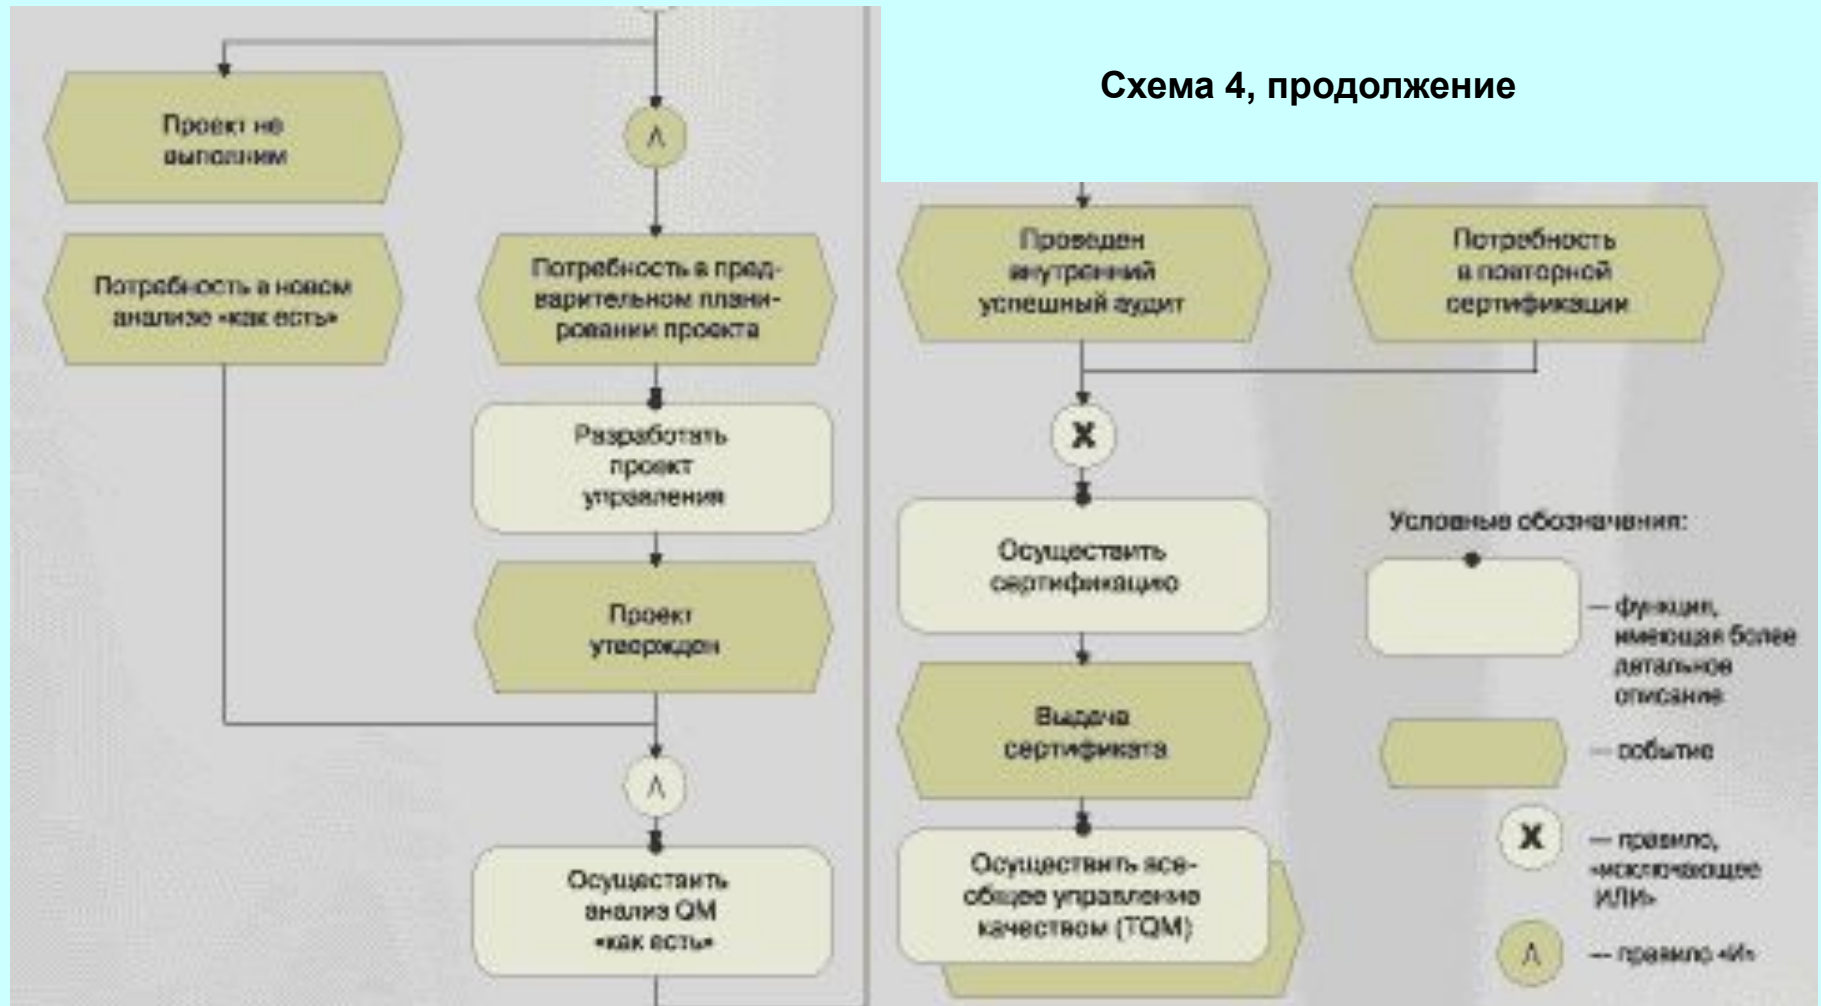 Схема 4, продолжение
Проект не
выполним
Λ
Потребность в новом
анализе «как есть»
Потребность в пред-
варительном плани-
ровании проекта
Разработать
проект
управления
Проект
утвержден
Λ
Осуществить
анализ QM
«как есть»
Проведен
внутренний
успешный аудит
Потребность
в повторной
сертификации
X
Осуществить
сертификацию
Выдача
сертификата
Осуществить все-
общее управление
качеством (TQM)
Условные обозначения:
— функция,
имеющая более
детальное
описание
— событие
X
— правило,
«исключающее
ИЛИ»
Λ
— правило «И»